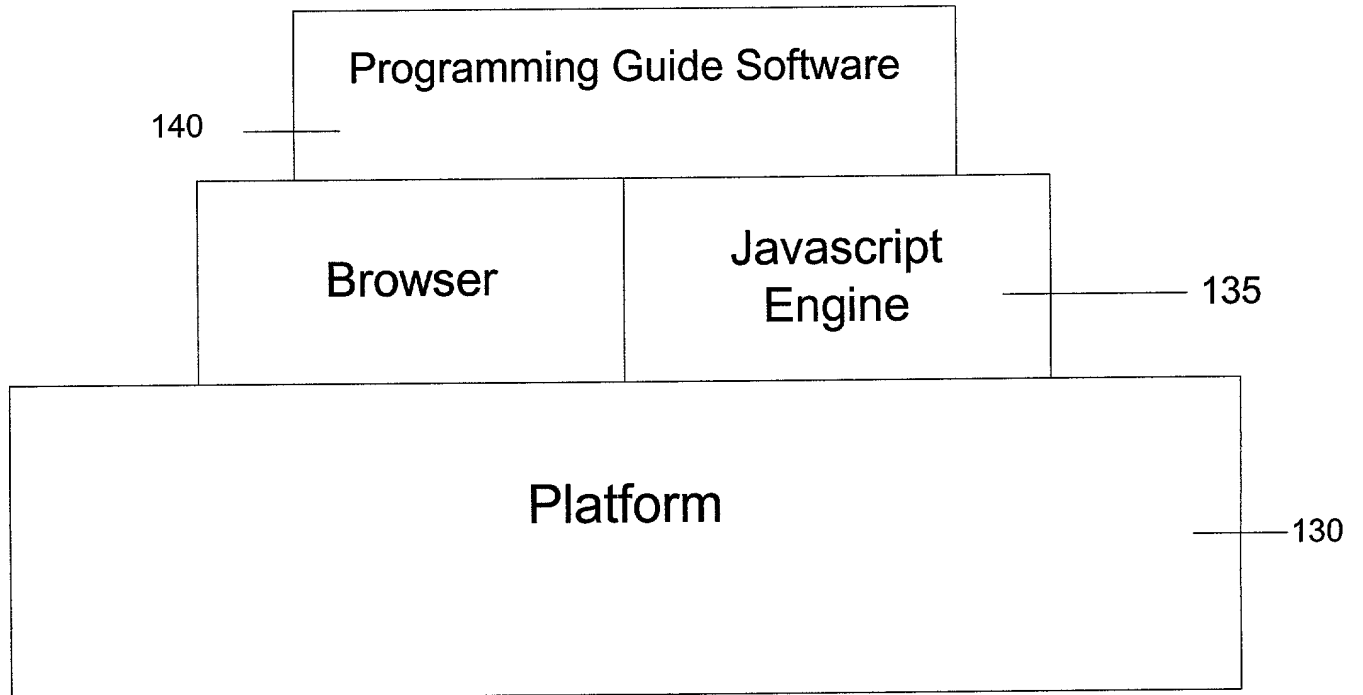 Programming Guide Software
140
Browser
Javascript
Engine
135
Platform
130